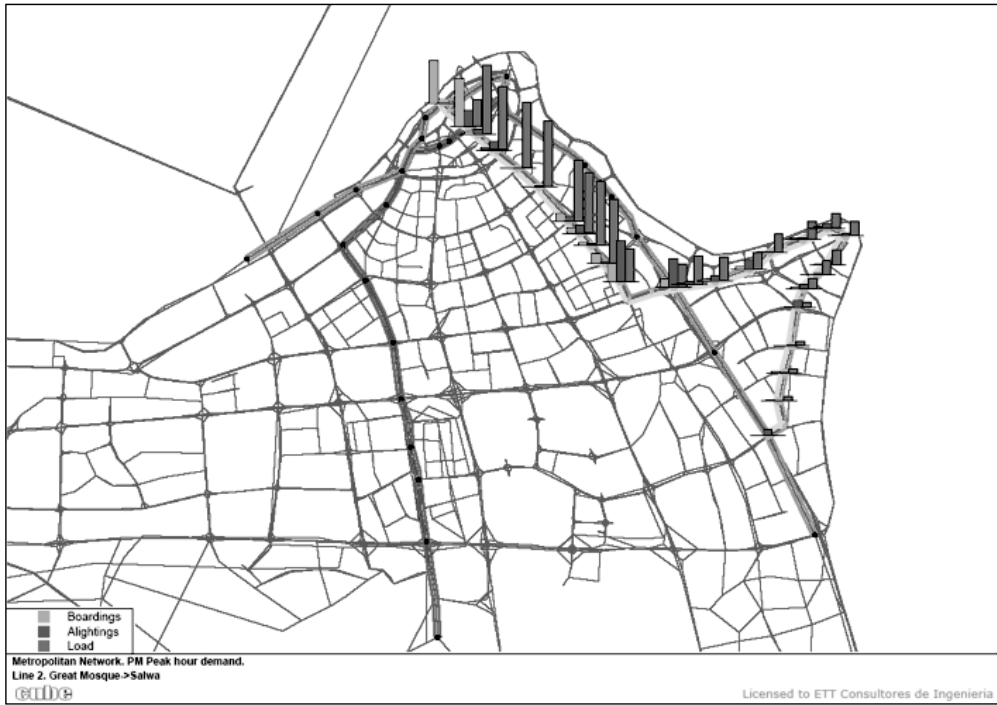 Boardings
Alightings
Load
Metropolitan Network. PM Peak hour demand.
Line 2. Great Mosque->Salwa
cube
Licensed to ETT Consultores de Ingenieria